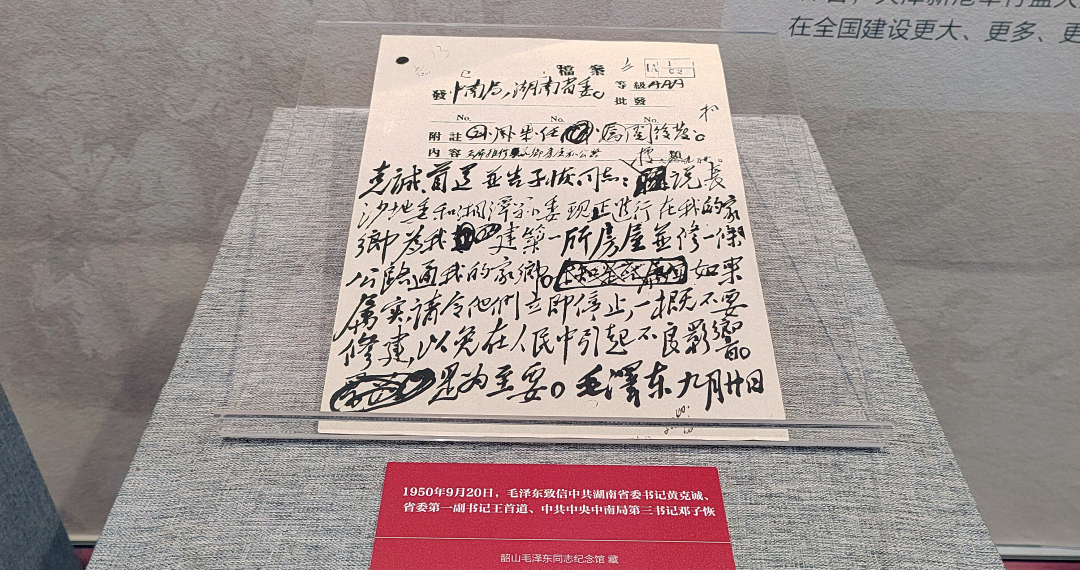 在全国建设更大、更多、更
檔案
發 中南局，湖南省委。 等級 AAA
批發
No. No. No.
附註
內容
克誠、首道並告子恢同志：據説長
沙地委和湘潭縣委現正進行在我的家
鄉為我建築一所房屋並修一條
公路通我的家鄉。如果
屬實，請令他們立即停止，一概不要
修建，以免在人民中引起不良影響。
是為至要。毛澤东 九月廿日
1950年9月20日，毛泽东致信中共湖南省委书记黄克诚、
省委第一副书记王首道、中共中央中南局第三书记邓子恢
韶山毛泽东同志纪念馆 藏